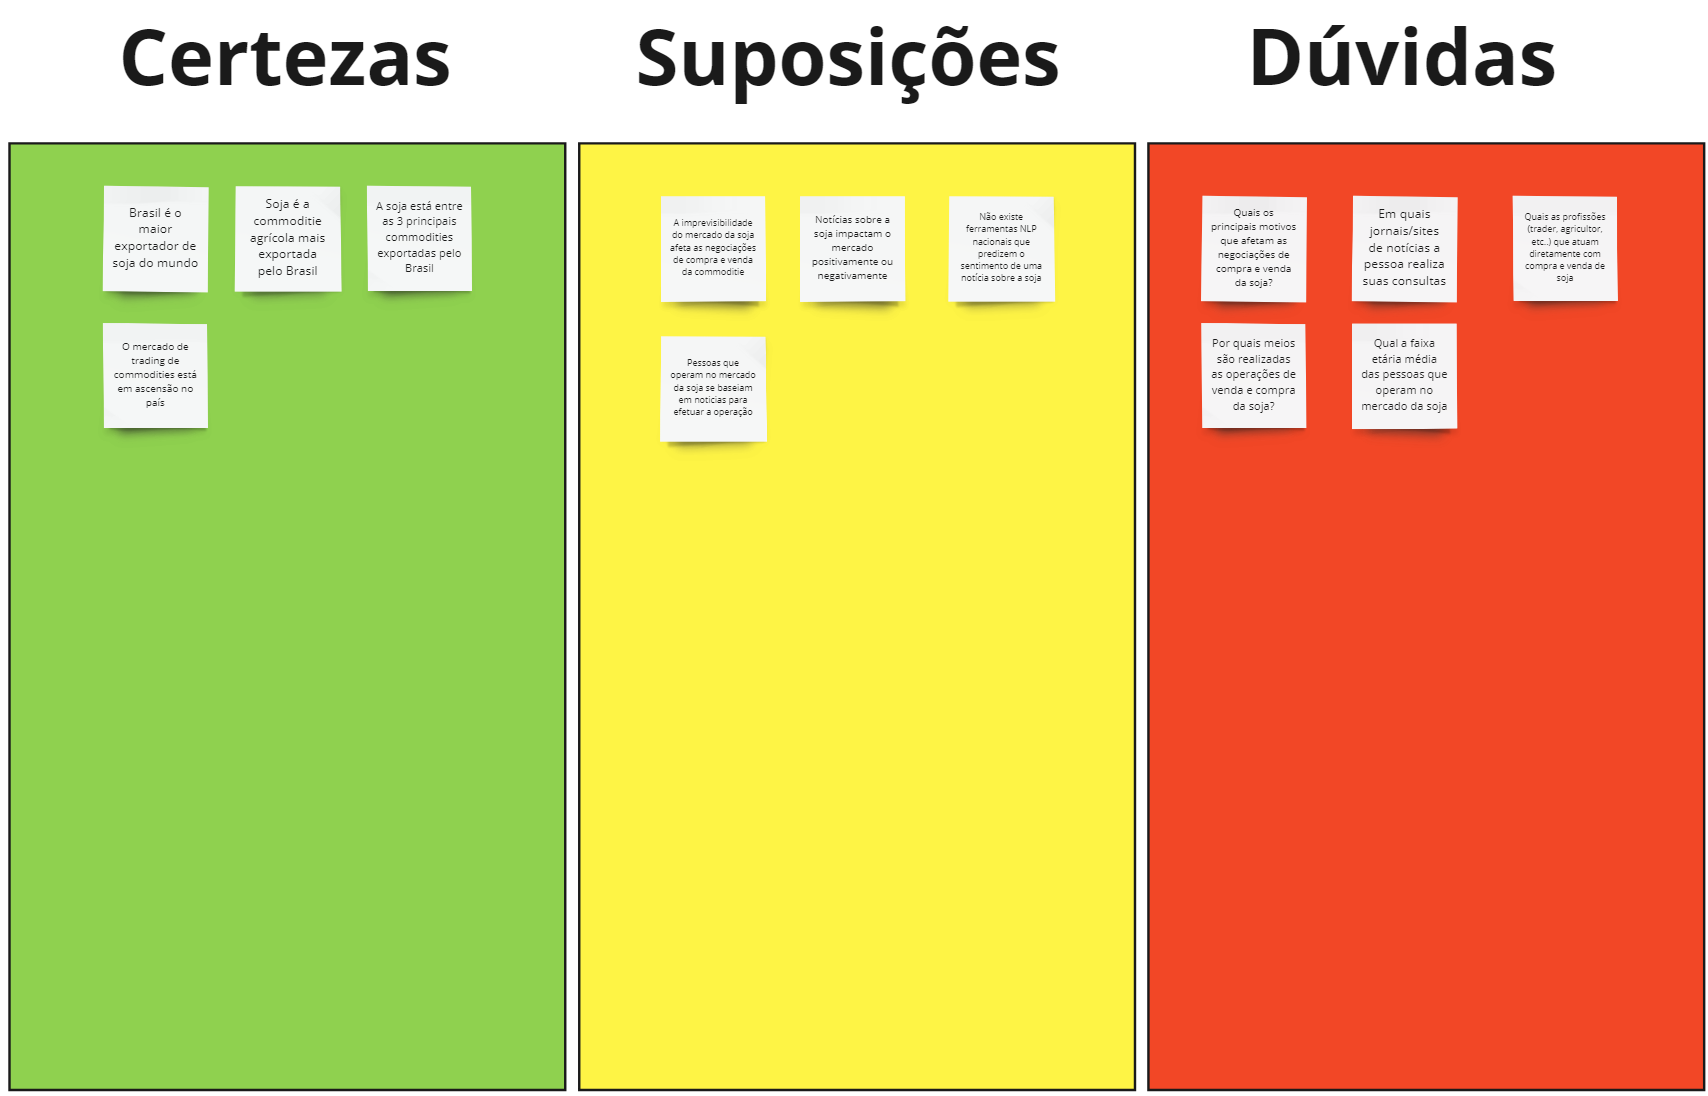 Certezas
Suposições
Dúvidas
Brasil é o
maior
exportador de
soja do mundo
Soja é a
commoditie
agrícola mais
exportada
pelo Brasil
A soja está entre
as 3 principais
commodities
exportadas pelo
Brasil
O mercado de
trading de
commodities está
em ascensão no
país
A imprevisibilidade
do mercado da soja
afeta as negociações
de compra e venda
da commoditie
Notícias sobre a
soja impactam o
mercado
positivamente ou
negativamente
Não existe
ferramentas NLP
nacionais que
predizem o
sentimento de uma
notícia sobre a soja
Pessoas que
operam no mercado
da soja se baseiam
em noticias para
efetuar a operação
Quais os
principais motivos
que afetam as
negociações de
compra e venda
da soja?
Em quais
jornais/sites
de notícias a
pessoa realiza
suas consultas
Quais as profissões
(trader, agricultor,
etc..) que atuam
diretamente com
compra e venda de
soja
Por quais meios
são realizadas
as operações de
venda e compra
da soja?
Qual a faixa
etária média
das pessoas que
operam no
mercado da soja